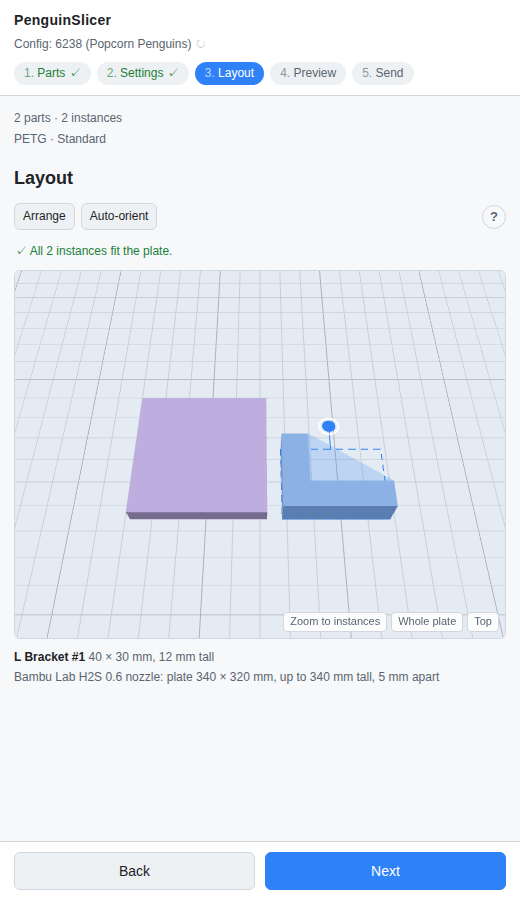 PenguinSlicer
Config: 6238 (Popcorn Penguins) ↻
1. Parts ✓ 2. Settings ✓ 3. Layout 4. Preview 5. Send
2 parts · 2 instances
PETG · Standard
Layout
Arrange Auto-orient ?
✓ All 2 instances fit the plate.
Zoom to instances Whole plate Top
L Bracket #1 40 × 30 mm, 12 mm tall
Bambu Lab H2S 0.6 nozzle: plate 340 × 320 mm, up to 340 mm tall, 5 mm apart
Back Next